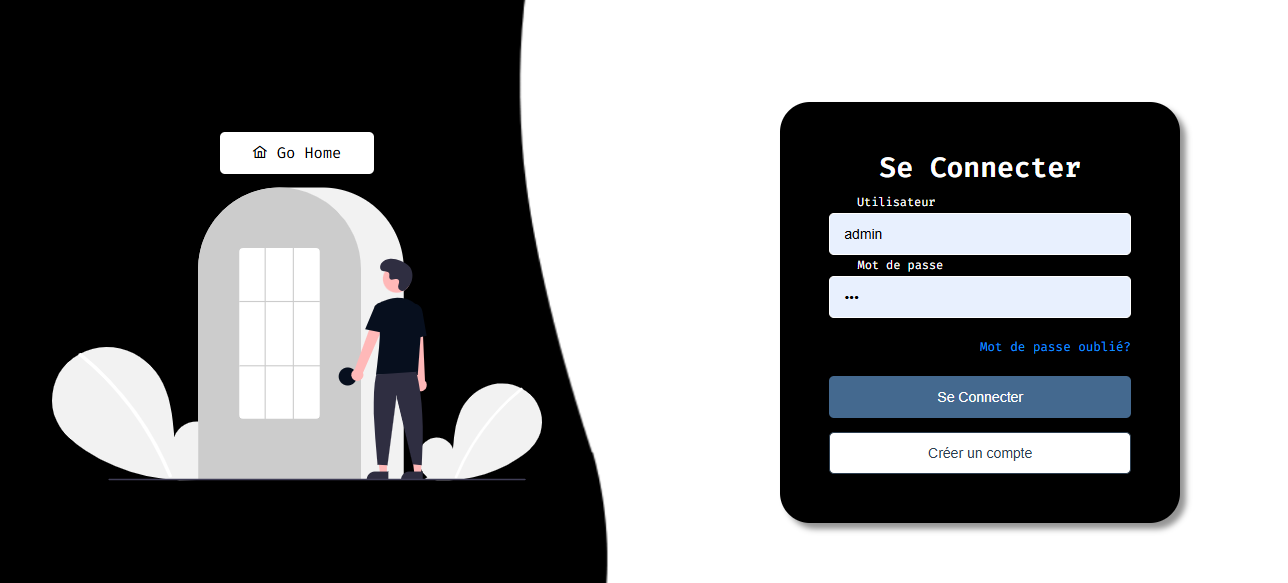 Go Home
Se Connecter
Utilisateur
admin
Mot de passe
•••
Mot de passe oublié?
Se Connecter
Créer un compte